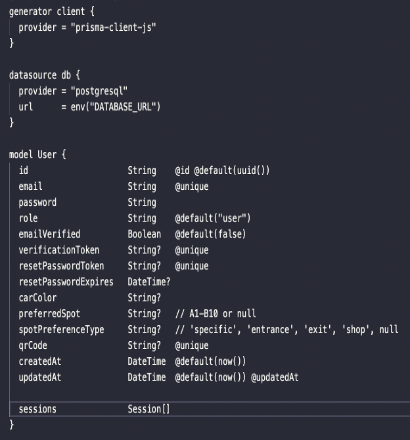 generator client {
  provider = "prisma-client-js"
}

datasource db {
  provider = "postgresql"
  url      = env("DATABASE_URL")
}

model User {
  id                   String    @id @default(uuid())
  email                String    @unique
  password             String
  role                 String    @default("user")
  emailVerified        Boolean   @default(false)
  verificationToken    String?   @unique
  resetPasswordToken   String?   @unique
  resetPasswordExpires DateTime?
  carColor             String?
  preferredSpot        String?   // A1-B10 or null
  spotPreferenceType   String?   // 'specific', 'entrance', 'exit', 'shop', null
  qrCode               String?   @unique
  createdAt            DateTime  @default(now())
  updatedAt            DateTime  @default(now()) @updatedAt

  sessions             Session[]
}